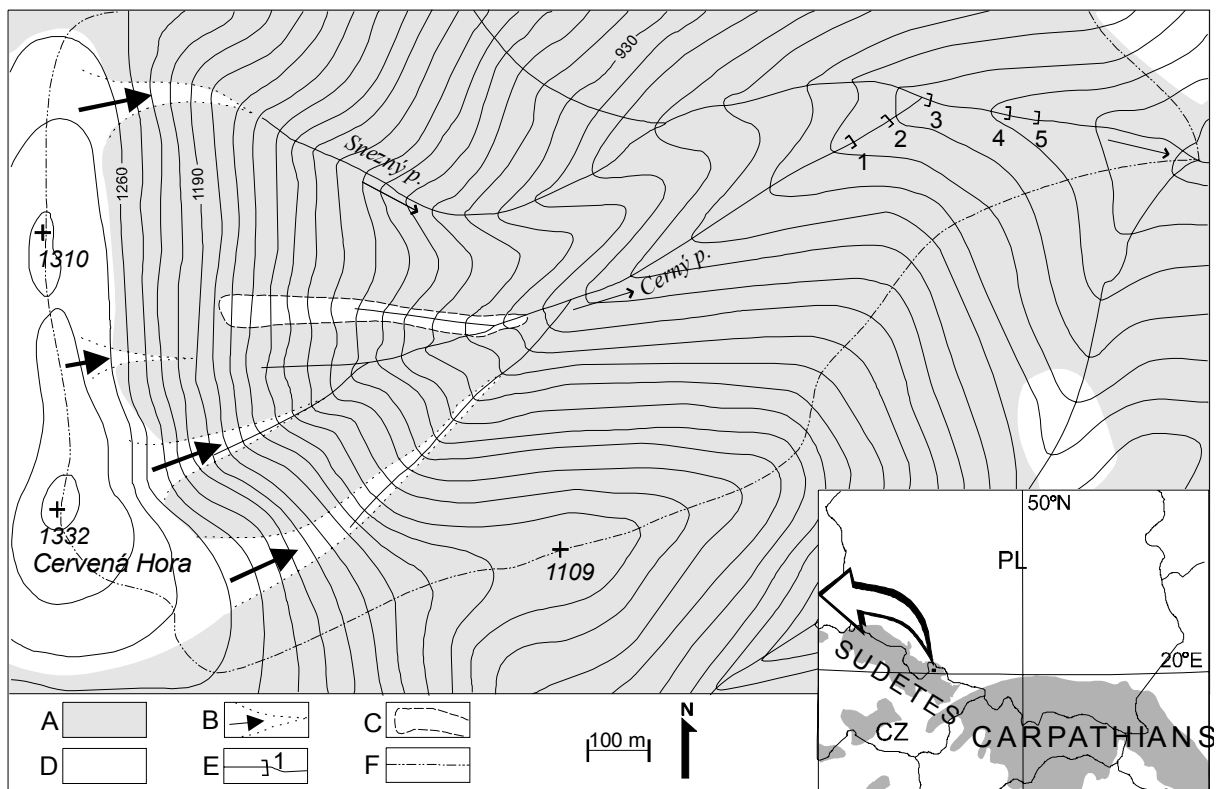 930
1260
1190
Snezný p.
1
2
3
4
5
1310
Cerný p.
1332
Cervená Hora
1109
50°N
PL
20°E
SUDETES
CZ
CARPATHIANS
A
B
C
100 m
N
D
E
1
F